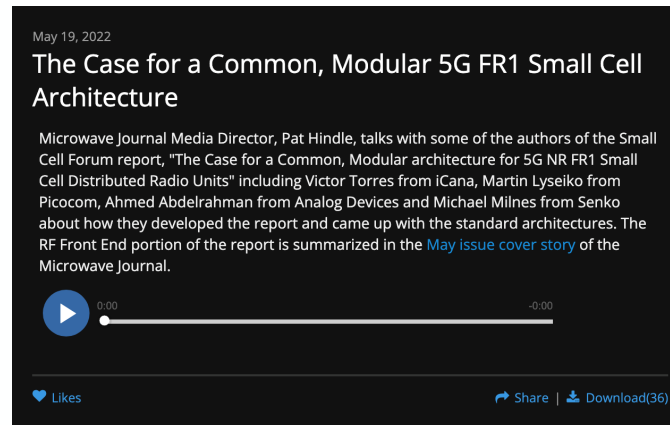 May 19, 2022
The Case for a Common, Modular 5G FR1 Small Cell
Architecture
Microwave Journal Media Director, Pat Hindle, talks with some of the authors of the Small
Cell Forum report, "The Case for a Common, Modular architecture for 5G NR FR1 Small
Cell Distributed Radio Units" including Victor Torres from iCana, Martin Lyseiko from
Picocom, Ahmed Abdelrahman from Analog Devices and Michael Milnes from Senko
about how they developed the report and came up with the standard architectures. The
RF Front End portion of the report is summarized in the May issue cover story of the
Microwave Journal.
0:00 -0:00
Likes Share | Download(36)